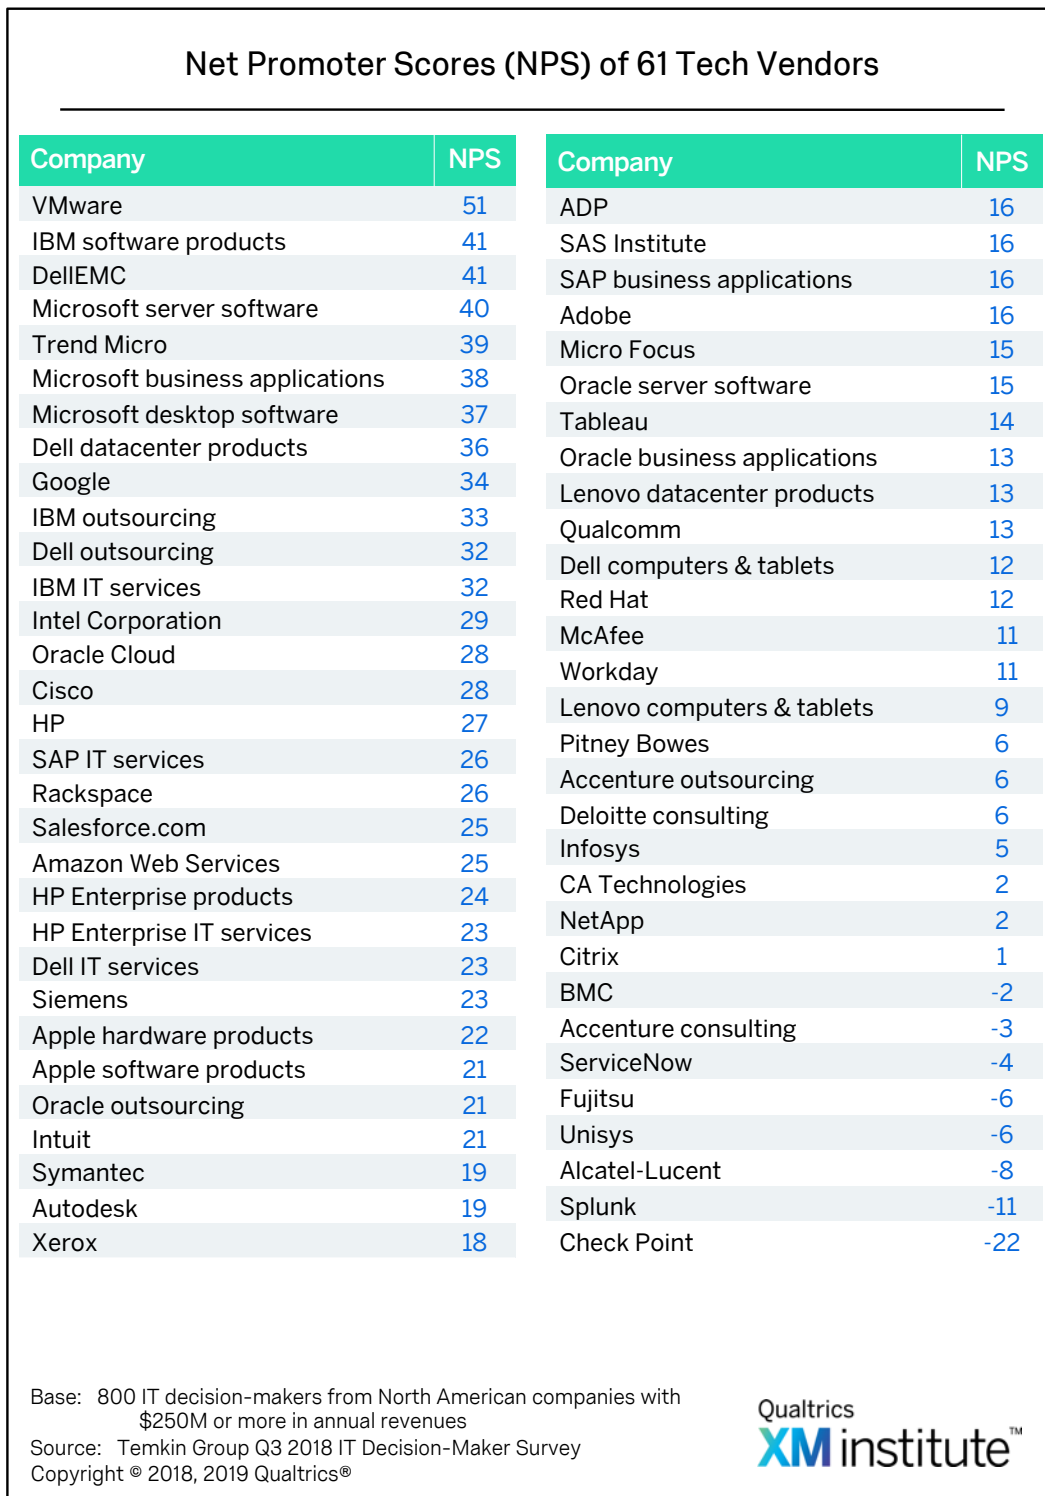 Net Promoter Scores (NPS) of 61 Tech Vendors
Company NPS
VMware 51
IBM software products 41
DellEMC 41
Microsoft server software 40
Trend Micro 39
Microsoft business applications 38
Microsoft desktop software 37
Dell datacenter products 36
Google 34
IBM outsourcing 33
Dell outsourcing 32
IBM IT services 32
Intel Corporation 29
Oracle Cloud 28
Cisco 28
HP 27
SAP IT services 26
Rackspace 26
Salesforce.com 25
Amazon Web Services 25
HP Enterprise products 24
HP Enterprise IT services 23
Dell IT services 23
Siemens 23
Apple hardware products 22
Apple software products 21
Oracle outsourcing 21
Intuit 21
Symantec 19
Autodesk 19
Xerox 18
Company NPS
ADP 16
SAS Institute 16
SAP business applications 16
Adobe 16
Micro Focus 15
Oracle server software 15
Tableau 14
Oracle business applications 13
Lenovo datacenter products 13
Qualcomm 13
Dell computers & tablets 12
Red Hat 12
McAfee 11
Workday 11
Lenovo computers & tablets 9
Pitney Bowes 6
Accenture outsourcing 6
Deloitte consulting 6
Infosys 5
CA Technologies 2
NetApp 2
Citrix 1
BMC -2
Accenture consulting -3
ServiceNow -4
Fujitsu -6
Unisys -6
Alcatel-Lucent -8
Splunk -11
Check Point -22
Base: 800 IT decision-makers from North American companies with
$250M or more in annual revenues
Source: Temkin Group Q3 2018 IT Decision-Maker Survey
Copyright © 2018, 2019 Qualtrics®
Qualtrics
XM institute™